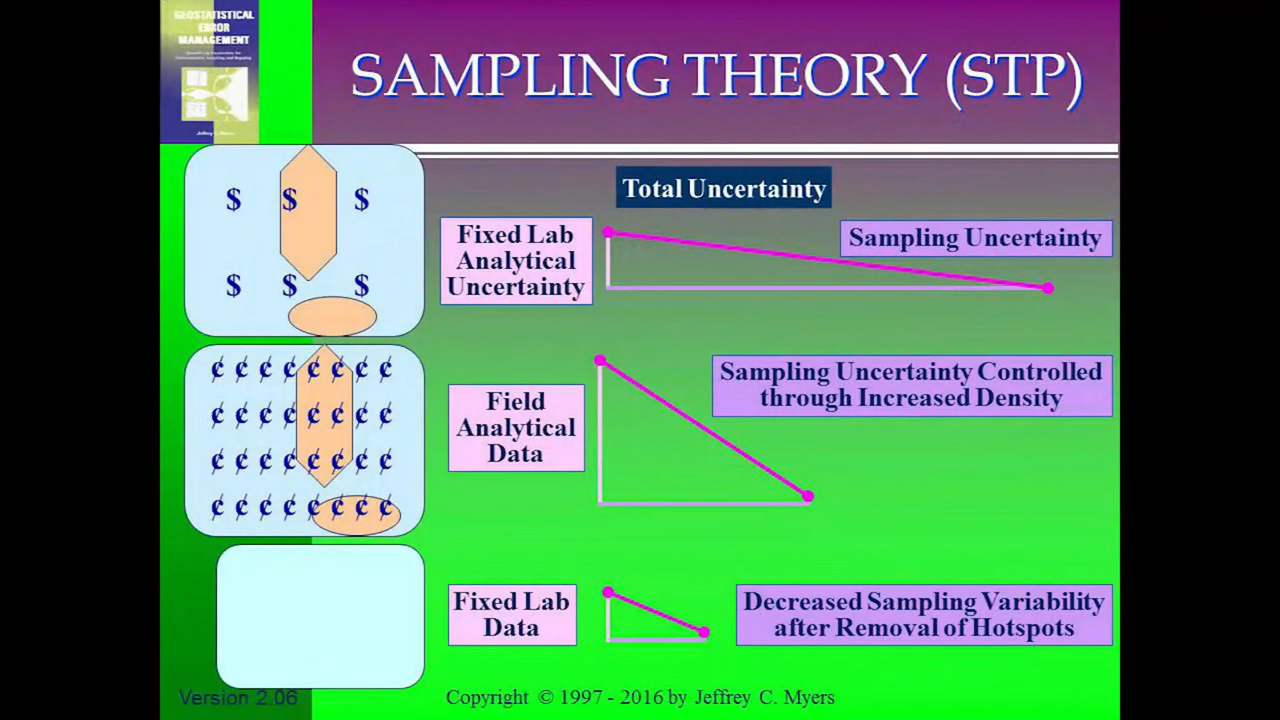 GEOSTATISTICAL
ERROR
MANAGEMENT
SAMPLING THEORY (STP)
$ $ $
$ $ $
Total Uncertainty
Fixed Lab
Analytical
Uncertainty
Sampling Uncertainty
¢ ¢ ¢ ¢ ¢ ¢ ¢ ¢
¢ ¢ ¢ ¢ ¢ ¢ ¢ ¢
¢ ¢ ¢ ¢ ¢ ¢ ¢ ¢
¢ ¢ ¢ ¢ ¢ ¢ ¢ ¢
Field
Analytical
Data
Sampling Uncertainty Controlled
through Increased Density
Fixed Lab
Data
Decreased Sampling Variability
after Removal of Hotspots
Version 2.06
Copyright © 1997 - 2016 by Jeffrey C. Myers